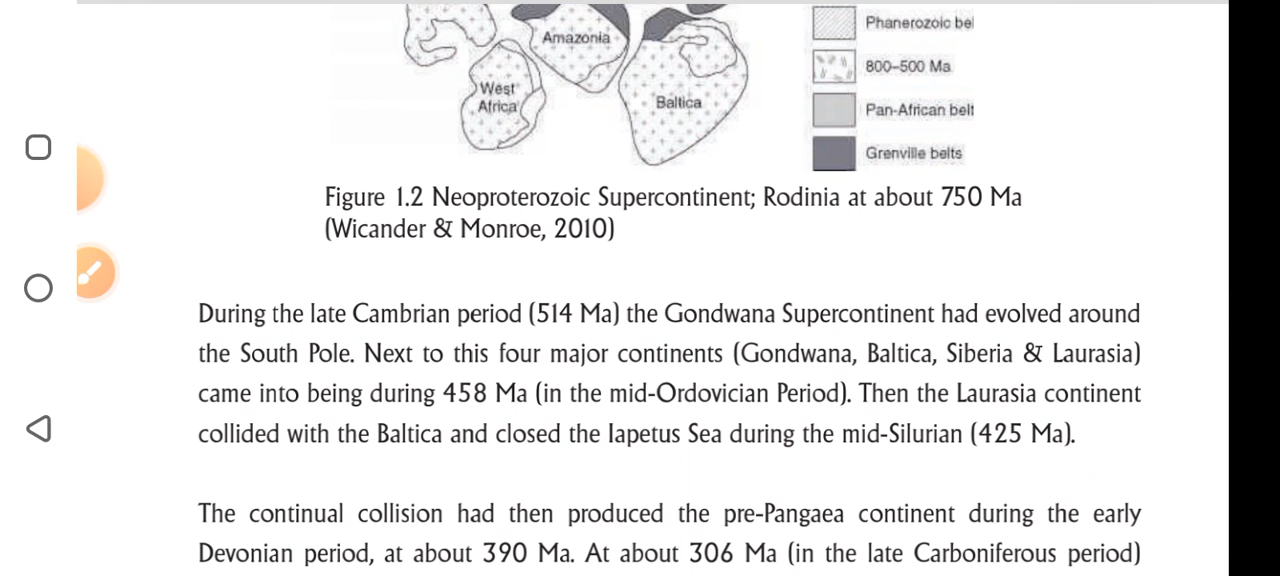 Amazonia
West
Africa
Baltica
Phanerozoic bel
800–500 Ma
Pan-African belt
Grenville belts
Figure 1.2 Neoproterozoic Supercontinent; Rodinia at about 750 Ma
(Wicander & Monroe, 2010)
During the late Cambrian period (514 Ma) the Gondwana Supercontinent had evolved around
the South Pole. Next to this four major continents (Gondwana, Baltica, Siberia & Laurasia)
came into being during 458 Ma (in the mid-Ordovician Period). Then the Laurasia continent
collided with the Baltica and closed the Iapetus Sea during the mid-Silurian (425 Ma).
The continual collision had then produced the pre-Pangaea continent during the early
Devonian period, at about 390 Ma. At about 306 Ma (in the late Carboniferous period)